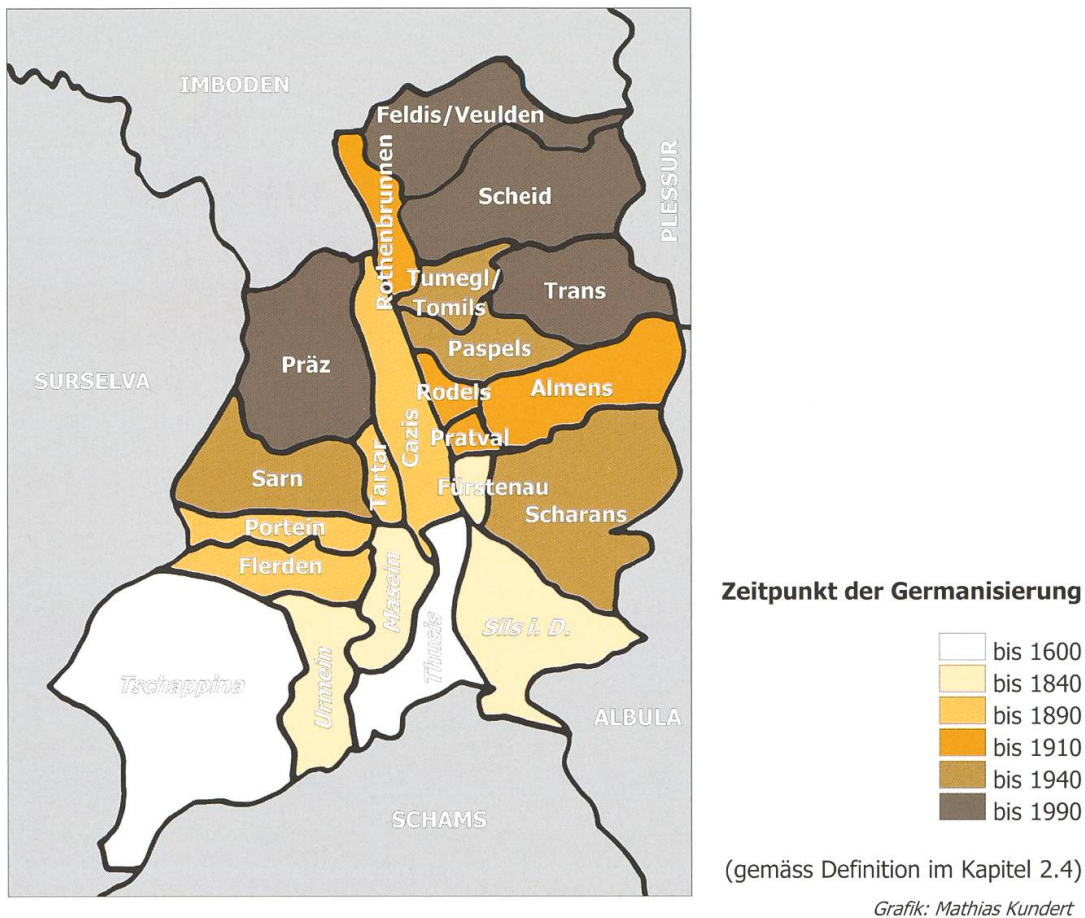 IMBODEN
Feldis/Veulden
Rothenbrunnen
PLESSUR
Scheid
Tumegl/
Tomils
Trans
Präz
Paspels
SURSELVA
Rodels
Almens
Cazis
Pratval
Tartar
Sarn
Fürstenau
Scharans
Portein
Flerden
Masein
Thusis
Sils i. D.
Tschappina
Urmein
ALBULA
SCHAMS
Zeitpunkt der Germanisierung
bis 1600
bis 1840
bis 1890
bis 1910
bis 1940
bis 1990
(gemäss Definition im Kapitel 2.4)
Grafik: Mathias Kundert